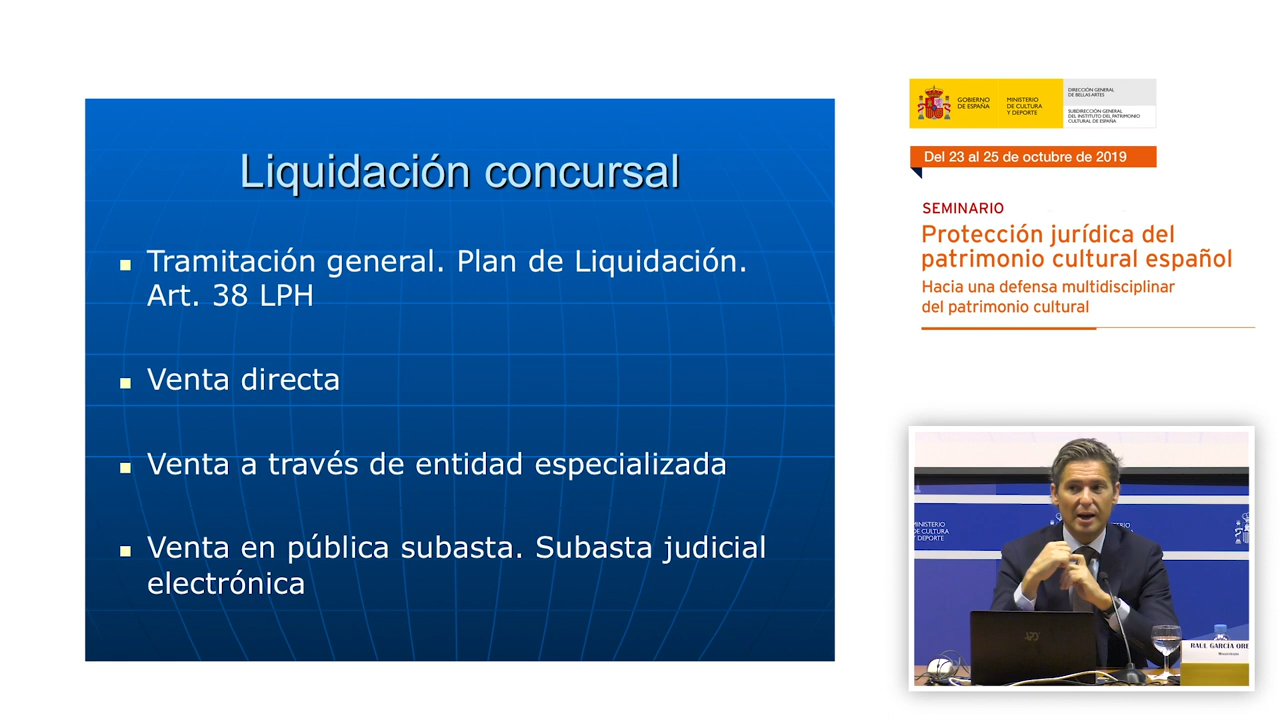 Liquidación concursal
Tramitación general. Plan de Liquidación.
Art. 38 LPH
Venta directa
Venta a través de entidad especializada
Venta en pública subasta. Subasta judicial
electrónica
GOBIERNO
DE ESPAÑA
MINISTERIO
DE CULTURA
Y DEPORTE
DIRECCIÓN GENERAL
DE BELLAS ARTES
SUBDIRECCIÓN GENERAL
DEL INSTITUTO DEL PATRIMONIO
CULTURAL DE ESPAÑA
Del 23 al 25 de octubre de 2019
SEMINARIO
Protección jurídica del
patrimonio cultural español
Hacia una defensa multidisciplinar
del patrimonio cultural
MINISTERIO
DE CULTURA
Y DEPORTE
RAUL GARCIA ORE